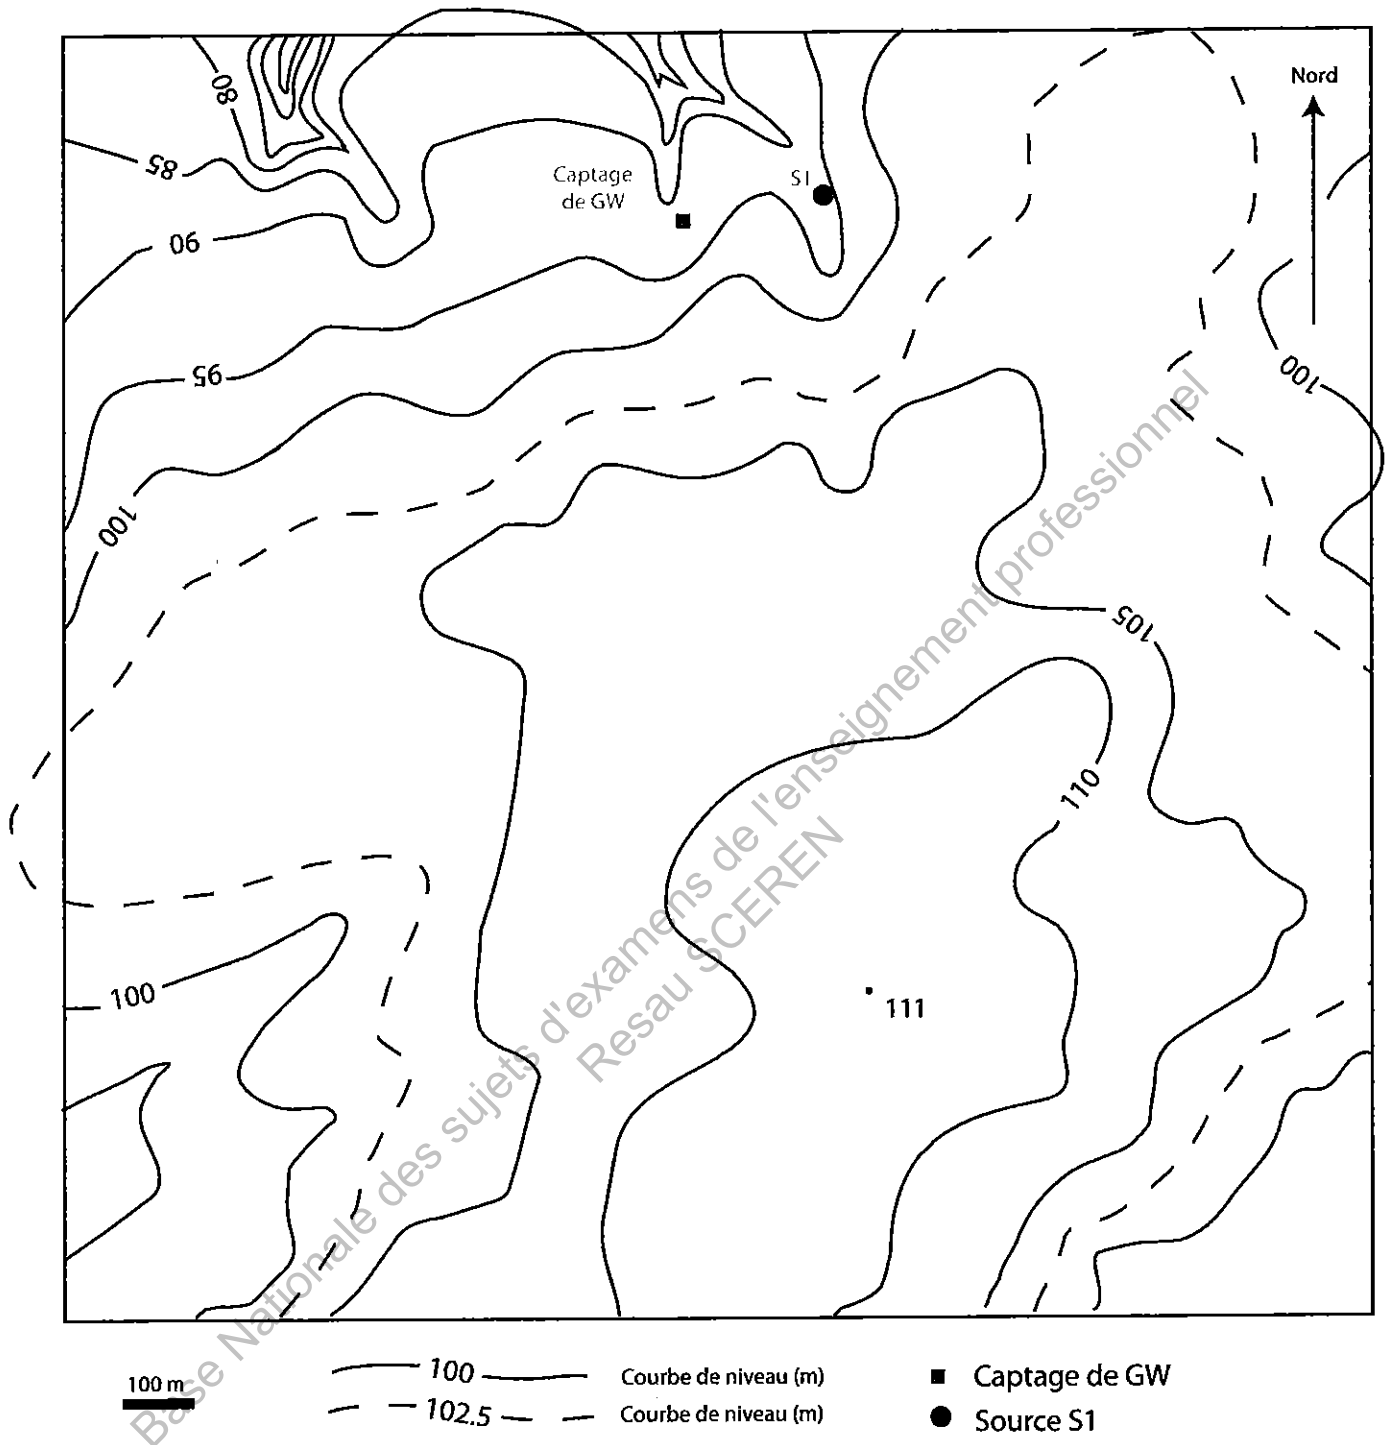 Nord
80
85
Captage
de GW
S1
90
95
100
100
105
110
100
111
Base Nationale des sujets d'examens de l'enseignement professionnel
Resau SCEREN
100 m
100
Courbe de niveau (m)
102.5
Courbe de niveau (m)
Captage de GW
Source S1